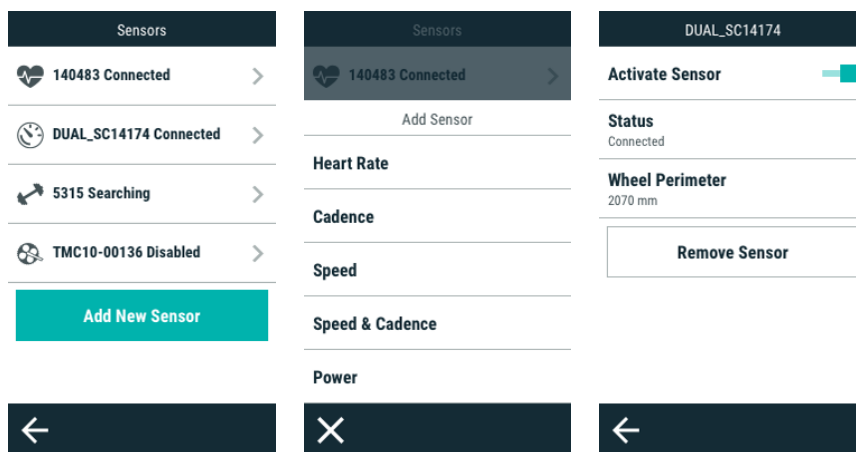 Sensors
140483 Connected
DUAL_SC14174 Connected
5315 Searching
TMC10-00136 Disabled
Add New Sensor
Sensors
140483 Connected
Add Sensor
Heart Rate
Cadence
Speed
Speed & Cadence
Power
DUAL_SC14174
Activate Sensor
Status
Connected
Wheel Perimeter
2070 mm
Remove Sensor